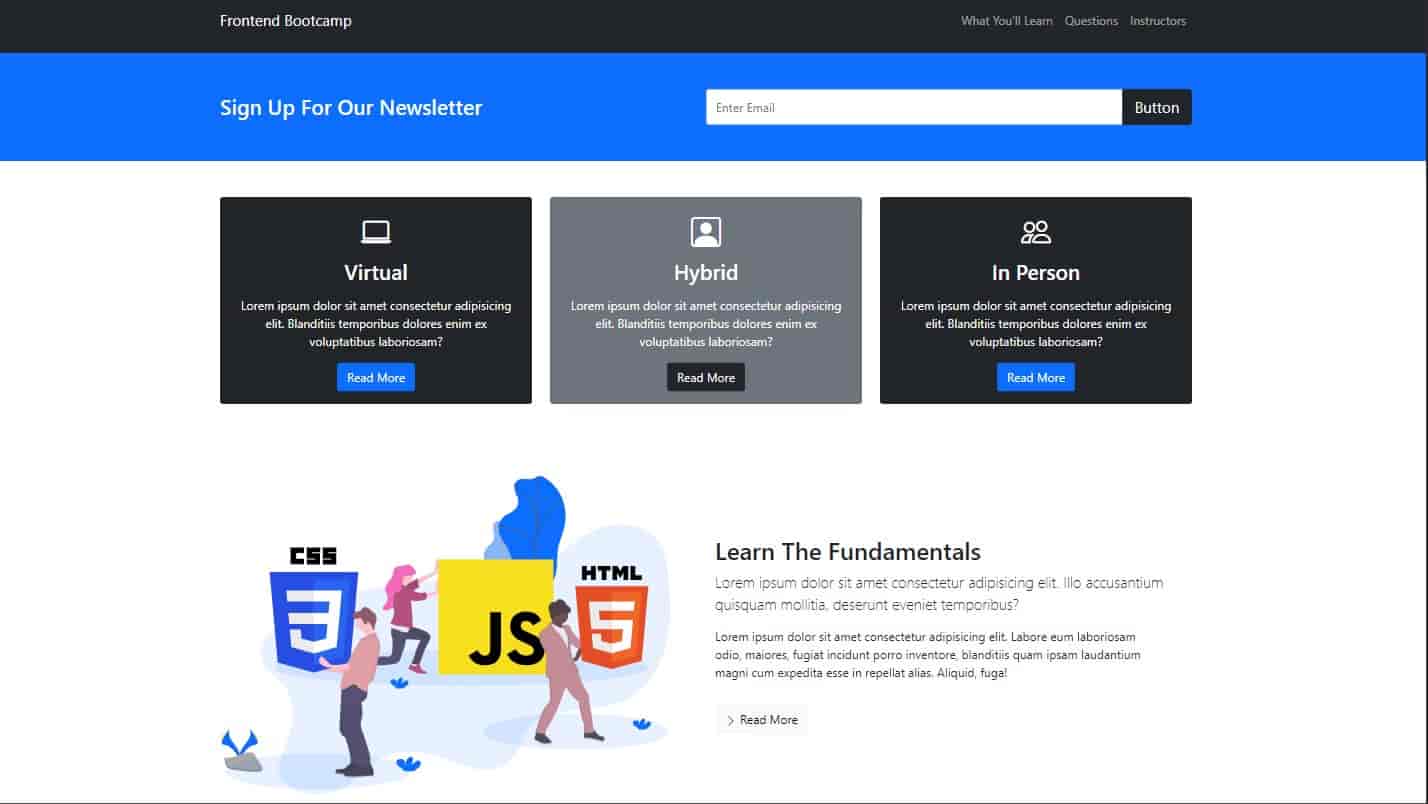 Frontend Bootcamp
What You'll Learn Questions Instructors
Sign Up For Our Newsletter
Enter Email
Button
Virtual
Lorem ipsum dolor sit amet consectetur adipisicing
elit. Blanditiis temporibus dolores enim ex
voluptatibus laboriosam?
Read More
Hybrid
Lorem ipsum dolor sit amet consectetur adipisicing
elit. Blanditiis temporibus dolores enim ex
voluptatibus laboriosam?
Read More
In Person
Lorem ipsum dolor sit amet consectetur adipisicing
elit. Blanditiis temporibus dolores enim ex
voluptatibus laboriosam?
Read More
CSS
3
JS
HTML
5
Learn The Fundamentals
Lorem ipsum dolor sit amet consectetur adipisicing elit. Illo accusantium
quisquam mollitia, deserunt eveniet temporibus?
Lorem ipsum dolor sit amet consectetur adipisicing elit. Labore eum laboriosam
odio, maiores, fugiat incidunt porro inventore, blanditiis quam ipsam laudantium
magni cum expedita esse in repellat alias. Aliquid, fuga!
Read More